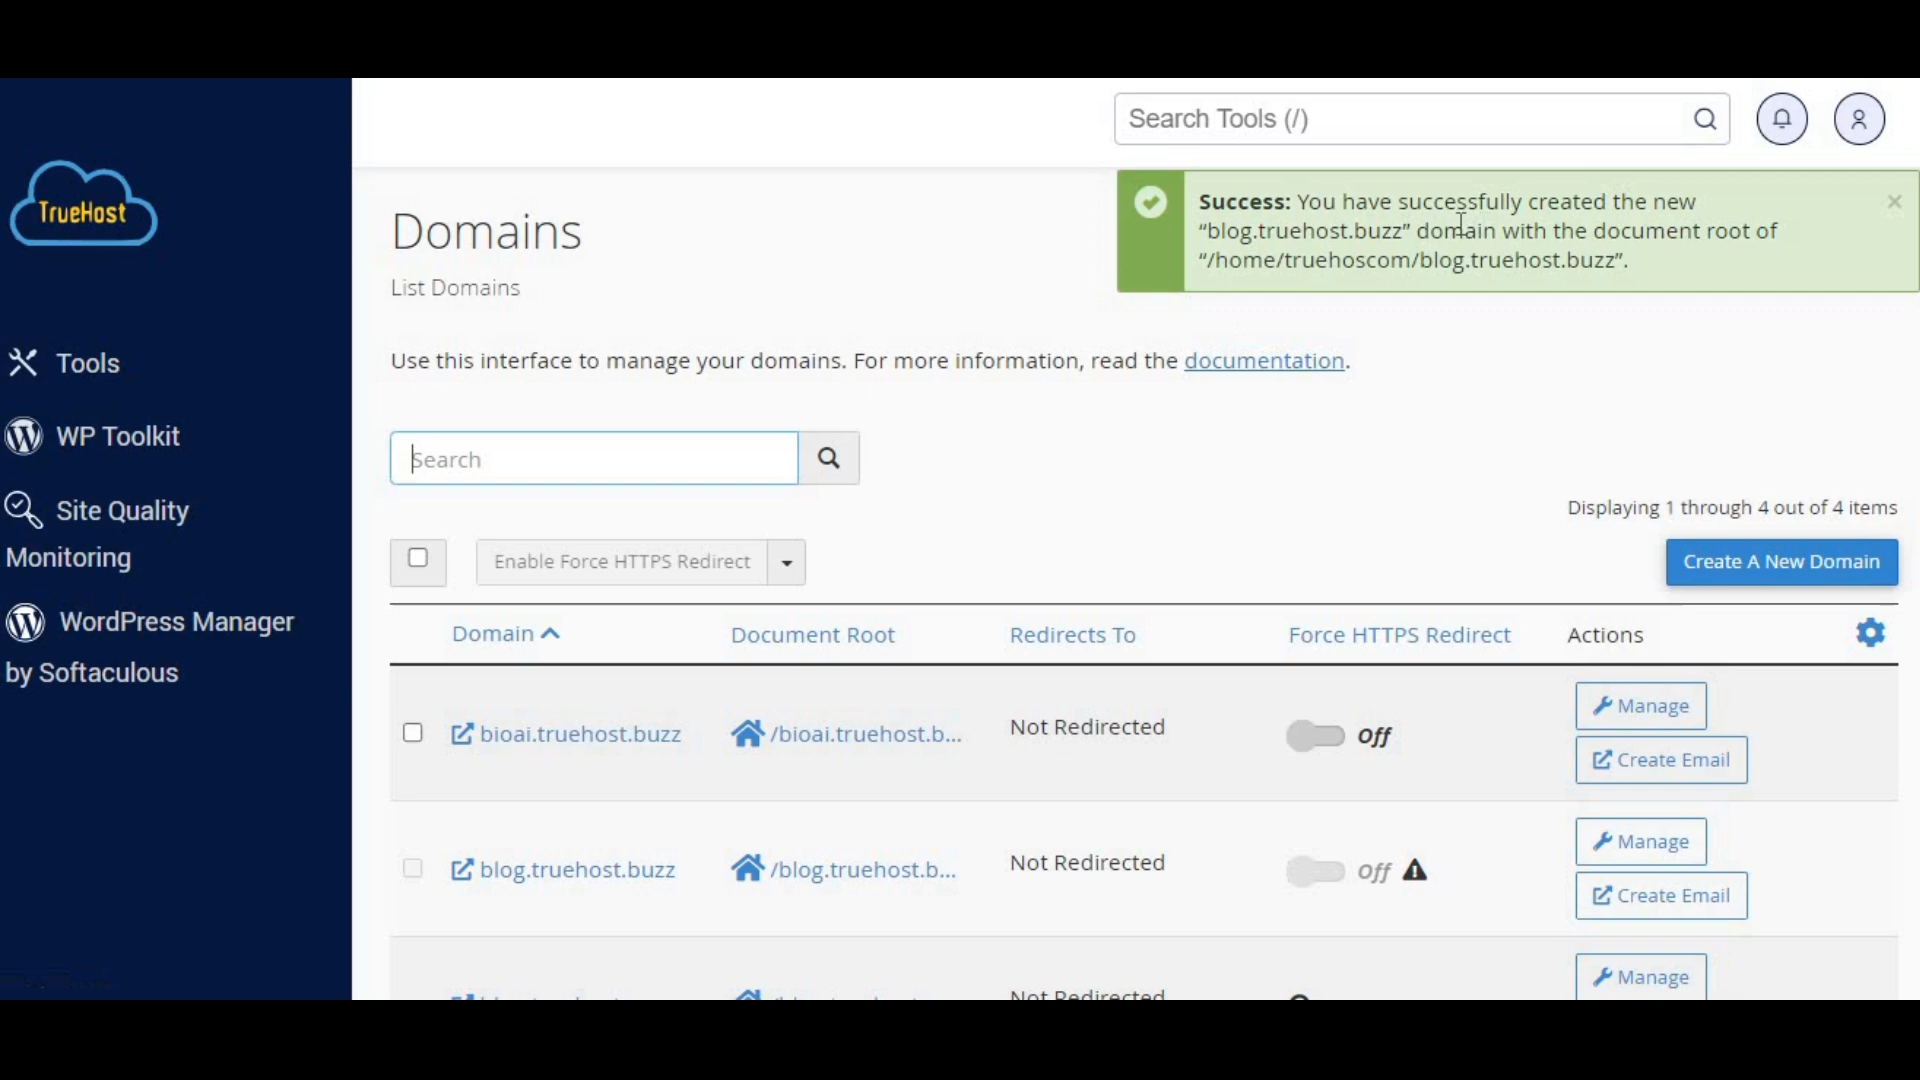 Search Tools (/)
TrueHost
Success: You have successfully created the new
“blog.truehost.buzz” domain with the document root of
“/home/truehoscom/blog.truehost.buzz”.
×
Domains
List Domains
Use this interface to manage your domains. For more information, read the documentation.
Tools
WP Toolkit
Site Quality
Monitoring
WordPress Manager
by Softaculous
Search
Displaying 1 through 4 out of 4 items
Enable Force HTTPS Redirect
Create A New Domain
Domain Document Root Redirects To Force HTTPS Redirect Actions
bioai.truehost.buzz /bioai.truehost.b... Not Redirected Off Manage
Create Email
blog.truehost.buzz /blog.truehost.b... Not Redirected Off Manage
Create Email
Not Redirected Manage